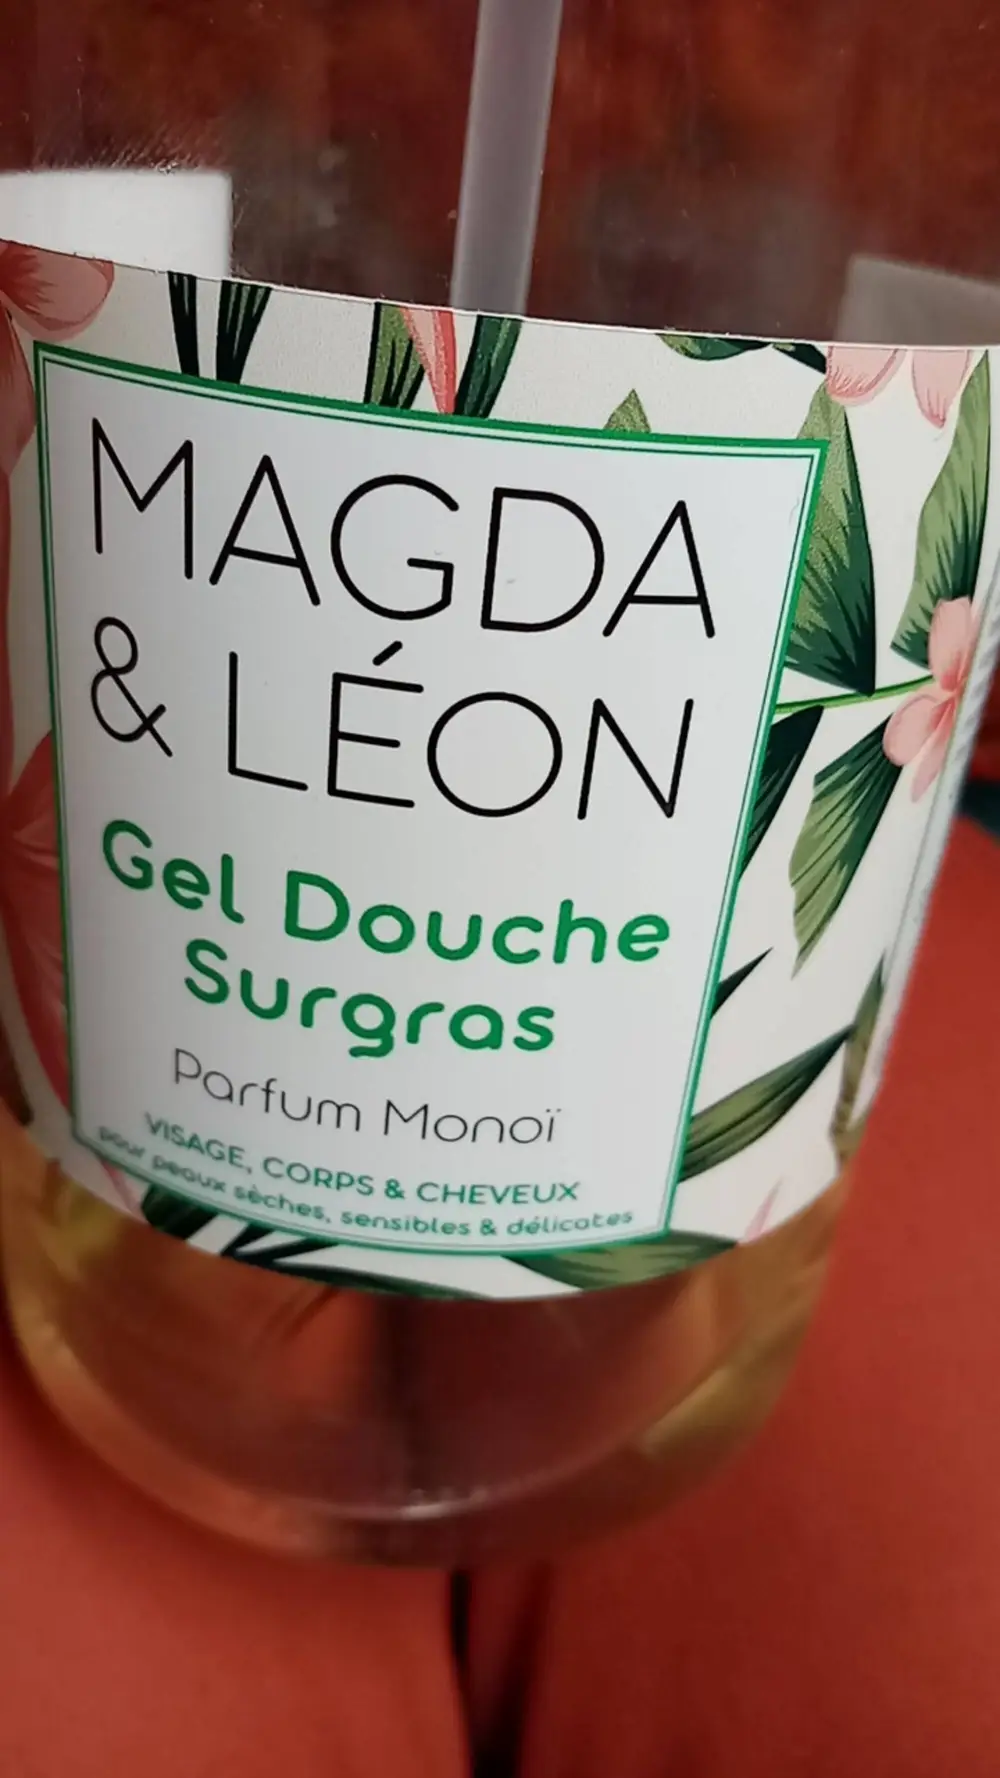 MAGDA
& LÉON
Gel Douche
Surgras
Parfum Monoï
VISAGE, CORPS & CHEVEUX
pour peaux sèches, sensibles & délicates